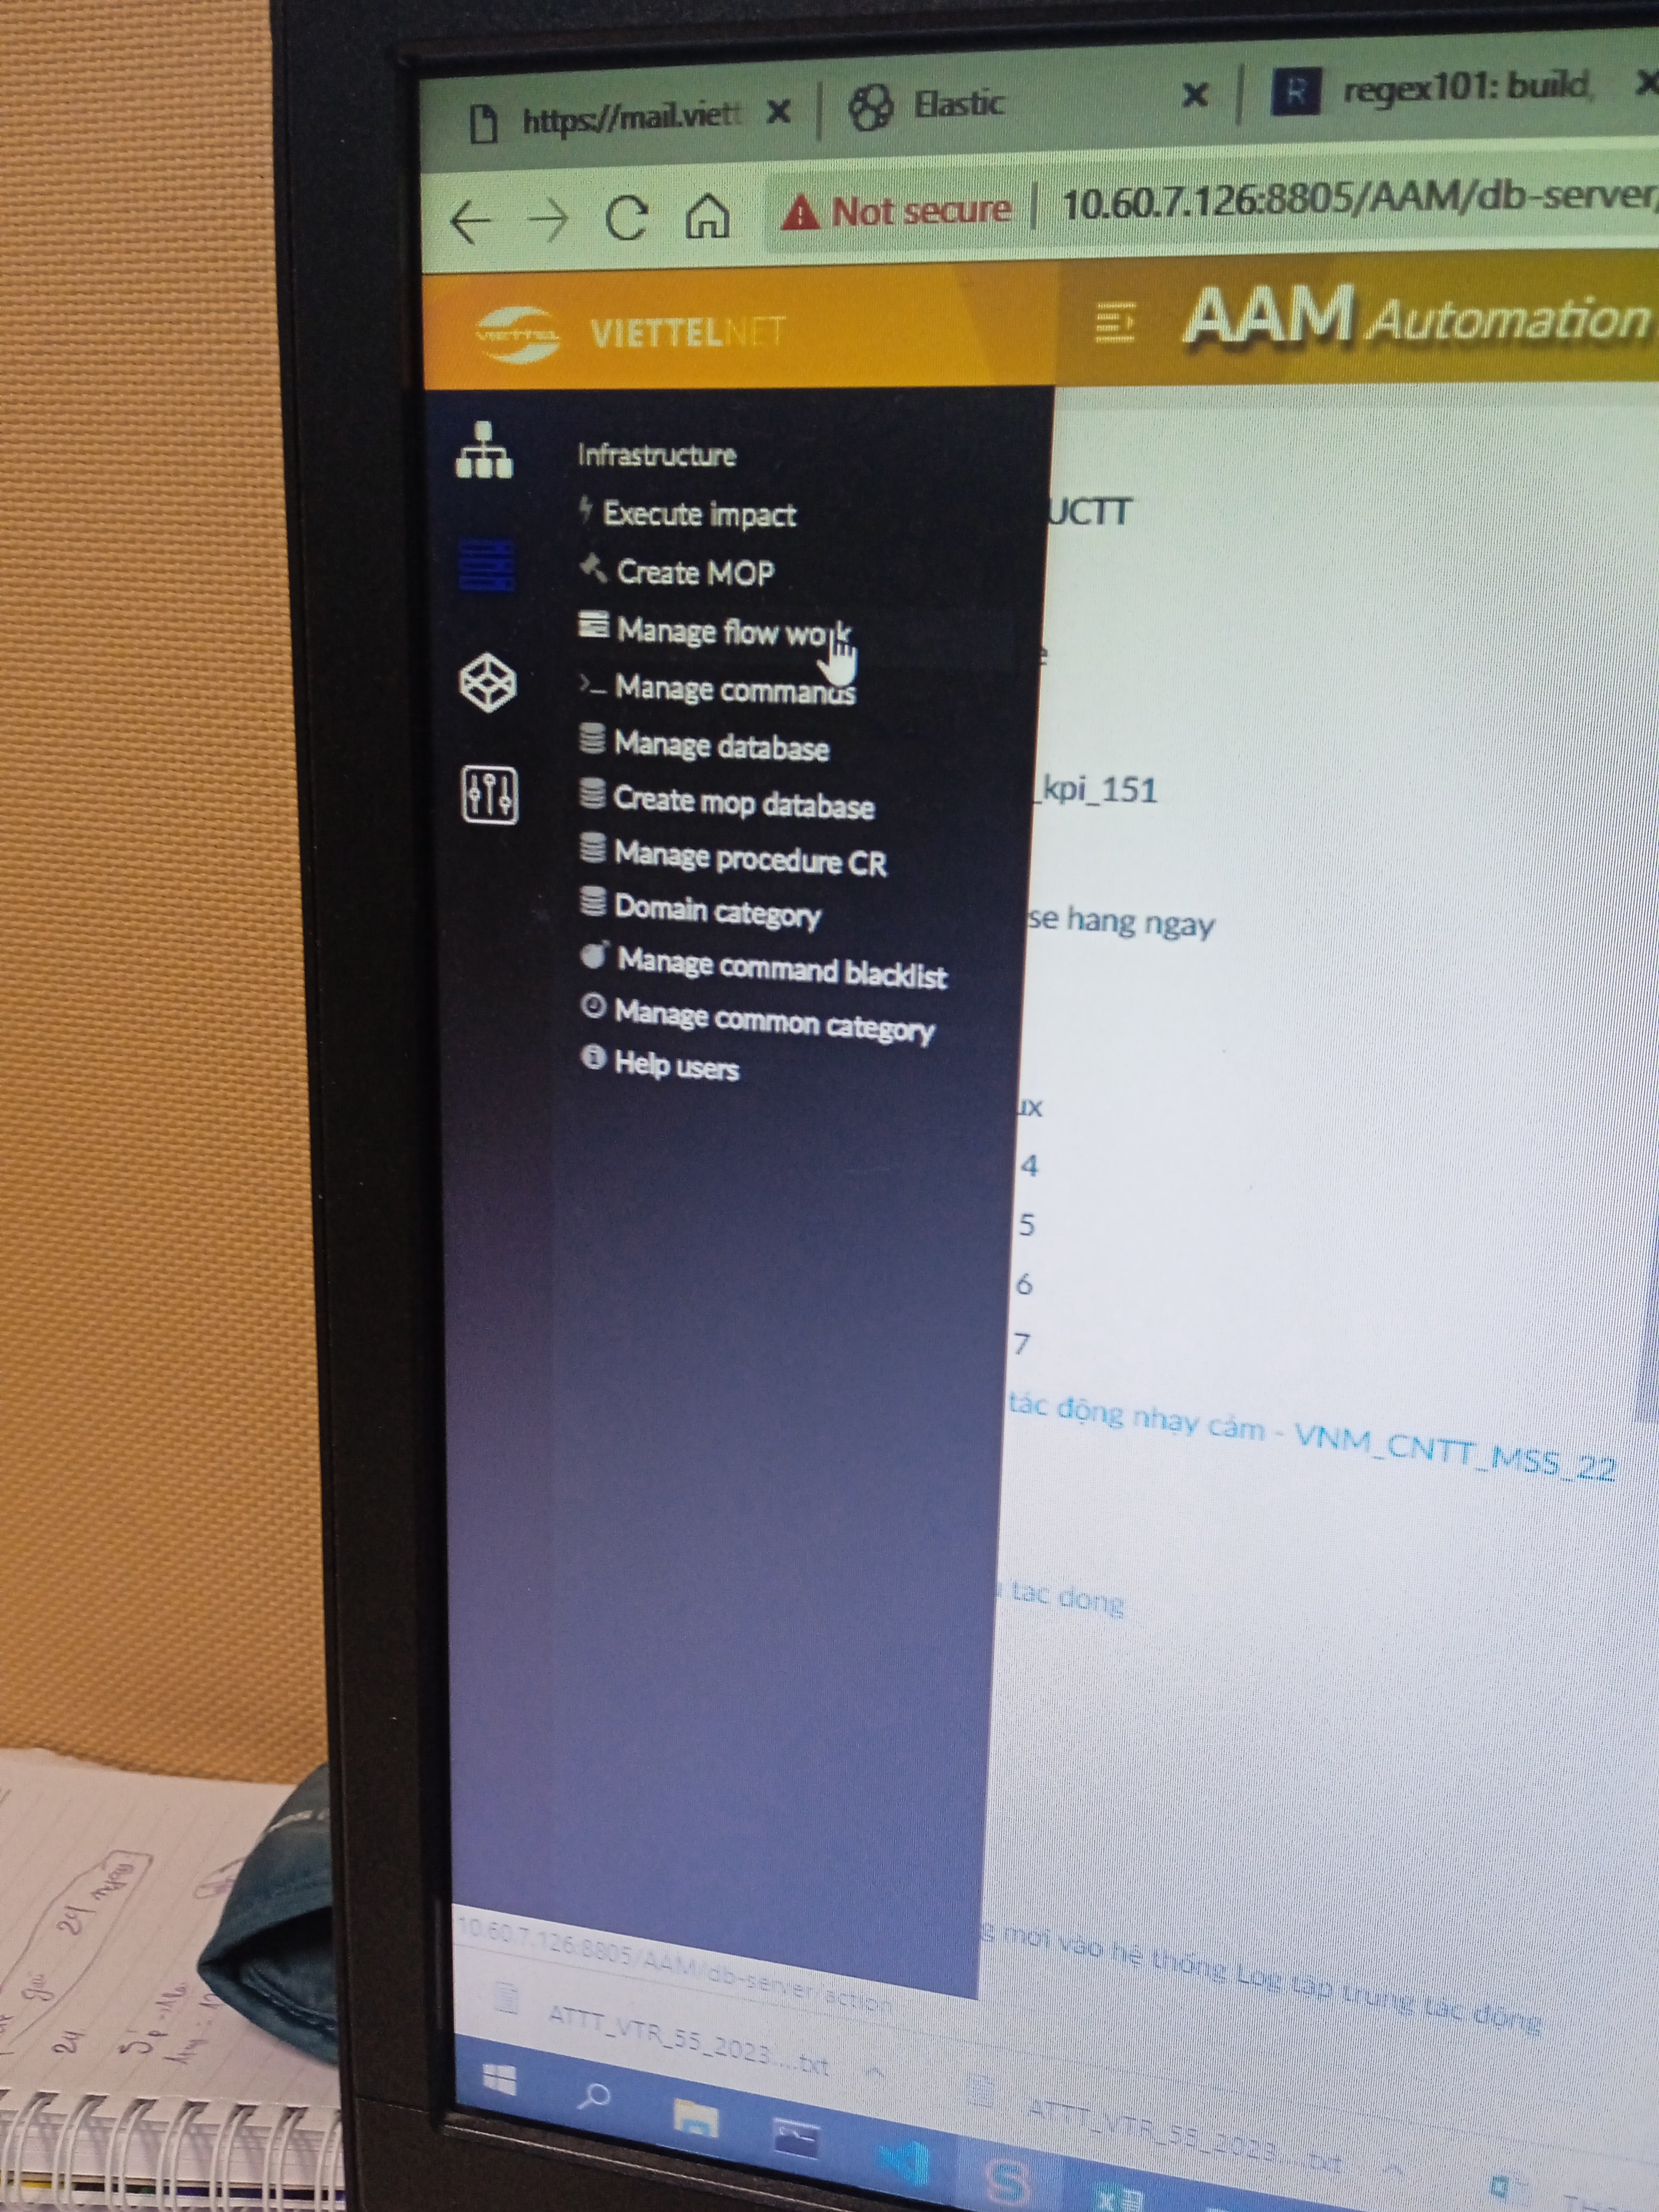 https://mail.viett
Elastic
regex101: build,
Not secure
10.60.7.126:8805/AAM/db-server/
VIETTEL
VIETTELNET
AAM Automation
Infrastructure
Execute impact
Create MOP
Manage flow work
Manage commands
Manage database
Create mop database
Manage procedure CR
Domain category
Manage command blacklist
Manage common category
Help users
UCTT
e
_kpi_151
se hang ngay
ux
4
5
6
7
tác động nhạy cảm - VNM_CNTT_MSS_22
tac dong
g mới vào hệ thống Log tập trung tác động
10.60.7.126:8805/AAM/db-server/action
ATTT_VTR_55_2023....txt
ATTT_VTR_55_2023....txt
24
24